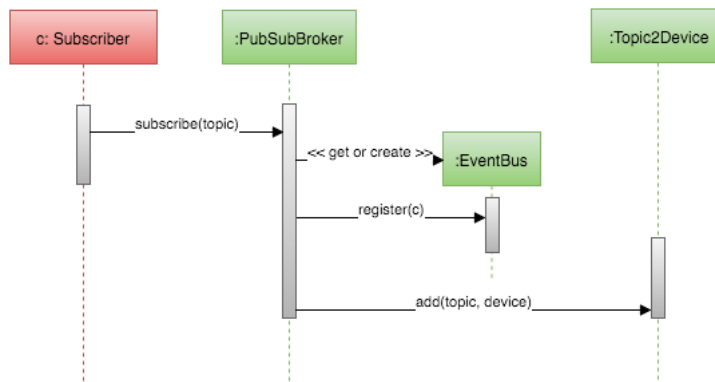 c: Subscriber
:PubSubBroker
:Topic2Device
subscribe(topic)
<< get or create >>
:EventBus
register(c)
add(topic, device)